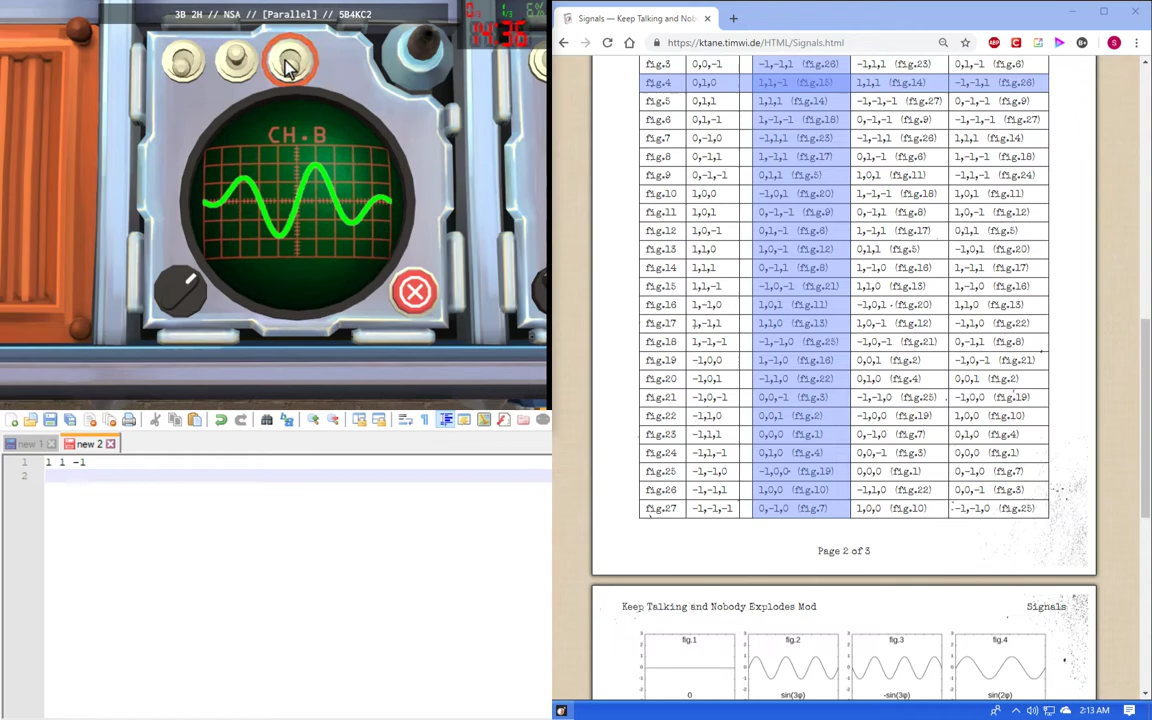 3B 2H // NSA // [Parallel] // 5B4KC2
14:36
CH.B
new 1
new 2
1 1 1 -1
2
Signals — Keep Talking and Nobody
https://ktane.timwi.de/HTML/Signals.html
fig.3 0,0,-1 -1,-1,1 (fig.26) -1,1,1 (fig.23) 0,1,-1 (fig.6)
fig.4 0,1,0 1,1,-1 (fig.15) 1,1,1 (fig.14) -1,-1,1 (fig.26)
fig.5 0,1,1 1,1,1 (fig.14) -1,-1,-1 (fig.27) 0,-1,-1 (fig.9)
fig.6 0,1,-1 1,-1,-1 (fig.18) 0,-1,-1 (fig.9) -1,-1,-1 (fig.27)
fig.7 0,-1,0 -1,1,1 (fig.23) -1,-1,1 (fig.26) 1,1,1 (fig.14)
fig.8 0,-1,1 1,-1,1 (fig.17) 0,1,-1 (fig.6) 1,-1,-1 (fig.18)
fig.9 0,-1,-1 0,1,1 (fig.5) 1,0,1 (fig.11) -1,1,-1 (fig.24)
fig.10 1,0,0 -1,0,1 (fig.20) 1,-1,-1 (fig.18) 1,0,1 (fig.11)
fig.11 1,0,1 0,-1,-1 (fig.9) 0,-1,1 (fig.8) 1,0,-1 (fig.12)
fig.12 1,0,-1 0,1,-1 (fig.6) 1,-1,1 (fig.17) 0,1,1 (fig.5)
fig.13 1,1,0 1,0,-1 (fig.12) 0,1,1 (fig.5) -1,0,1 (fig.20)
fig.14 1,1,1 0,-1,1 (fig.8) 1,-1,0 (fig.16) 1,-1,1 (fig.17)
fig.15 1,1,-1 -1,0,-1 (fig.21) 1,1,0 (fig.13) 1,-1,0 (fig.16)
fig.16 1,-1,0 1,0,1 (fig.11) -1,0,1 (fig.20) 1,1,0 (fig.13)
fig.17 1,-1,1 1,1,0 (fig.13) 1,0,-1 (fig.12) -1,1,0 (fig.22)
fig.18 1,-1,-1 -1,-1,0 (fig.25) -1,0,-1 (fig.21) 0,-1,1 (fig.8)
fig.19 -1,0,0 1,-1,0 (fig.16) 0,0,1 (fig.2) -1,0,-1 (fig.21)
fig.20 -1,0,1 -1,1,0 (fig.22) 0,1,0 (fig.4) 0,0,1 (fig.2)
fig.21 -1,0,-1 0,0,-1 (fig.3) -1,-1,0 (fig.25) -1,0,0 (fig.19)
fig.22 -1,1,0 0,0,1 (fig.2) -1,0,0 (fig.19) 1,0,0 (fig.10)
fig.23 -1,1,1 0,0,0 (fig.1) 0,-1,0 (fig.7) 0,1,0 (fig.4)
fig.24 -1,1,-1 0,1,0 (fig.4) 0,0,-1 (fig.3) 0,0,0 (fig.1)
fig.25 -1,-1,0 -1,0,0 (fig.19) 0,0,0 (fig.1) 0,-1,0 (fig.7)
fig.26 -1,-1,1 1,0,0 (fig.10) -1,1,0 (fig.22) 0,0,-1 (fig.3)
fig.27 -1,-1,-1 0,-1,0 (fig.7) 1,0,0 (fig.10) -1,-1,0 (fig.25)
Page 2 of 3
Keep Talking and Nobody Explodes Mod Signals
fig.1 fig.2 fig.3 fig.4
0 sin(3φ) -sin(3φ) sin(2φ)
2:13 AM